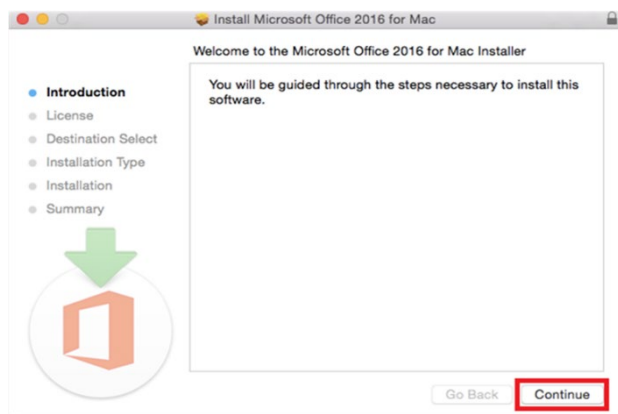 Install Microsoft Office 2016 for Mac
Welcome to the Microsoft Office 2016 for Mac Installer
Introduction
License
Destination Select
Installation Type
Installation
Summary
You will be guided through the steps necessary to install this
software.
Go Back
Continue